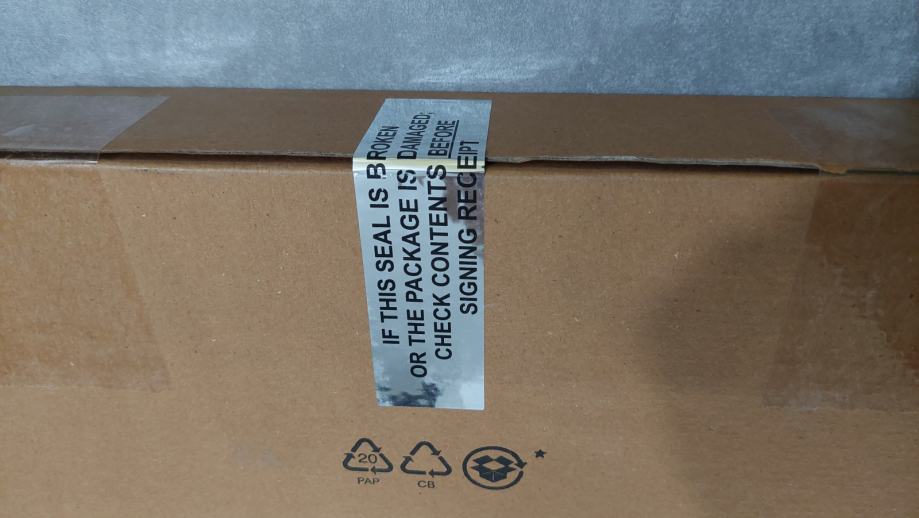 IF THIS SEAL IS BROKEN
OR THE PACKAGE IS DAMAGED;
CHECK CONTENTS BEFORE
SIGNING RECEIPT
20
PAP
CB